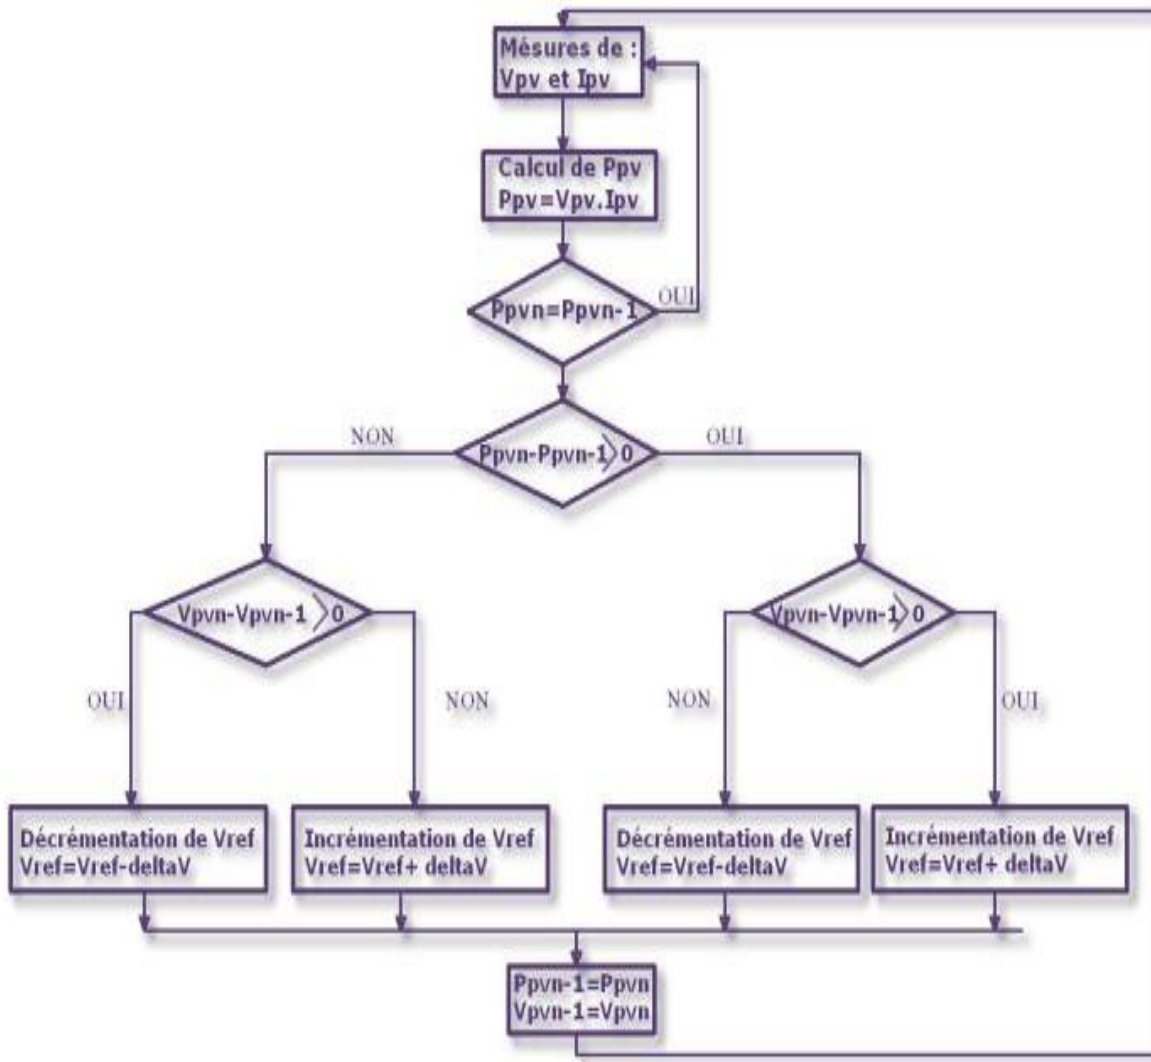 Mésures de :
Vpv et Ipv
Calcul de Ppv
Ppv=Vpv.Ipv
Ppvn=Ppvn-1
OUI
NON
Ppvn-Ppvn-1>0
OUI
Vpvn-Vpvn-1 >0
Vpvn-Vpvn-1>0
OUI
NON
NON
OUI
Décrémentation de Vref
Vref=Vref-deltaV
Incrémentation de Vref
Vref=Vref+ deltaV
Décrémentation de Vref
Vref=Vref-deltaV
Incrémentation de Vref
Vref=Vref+ deltaV
Ppvn-1=Ppvn
Vpvn-1=Vpvn